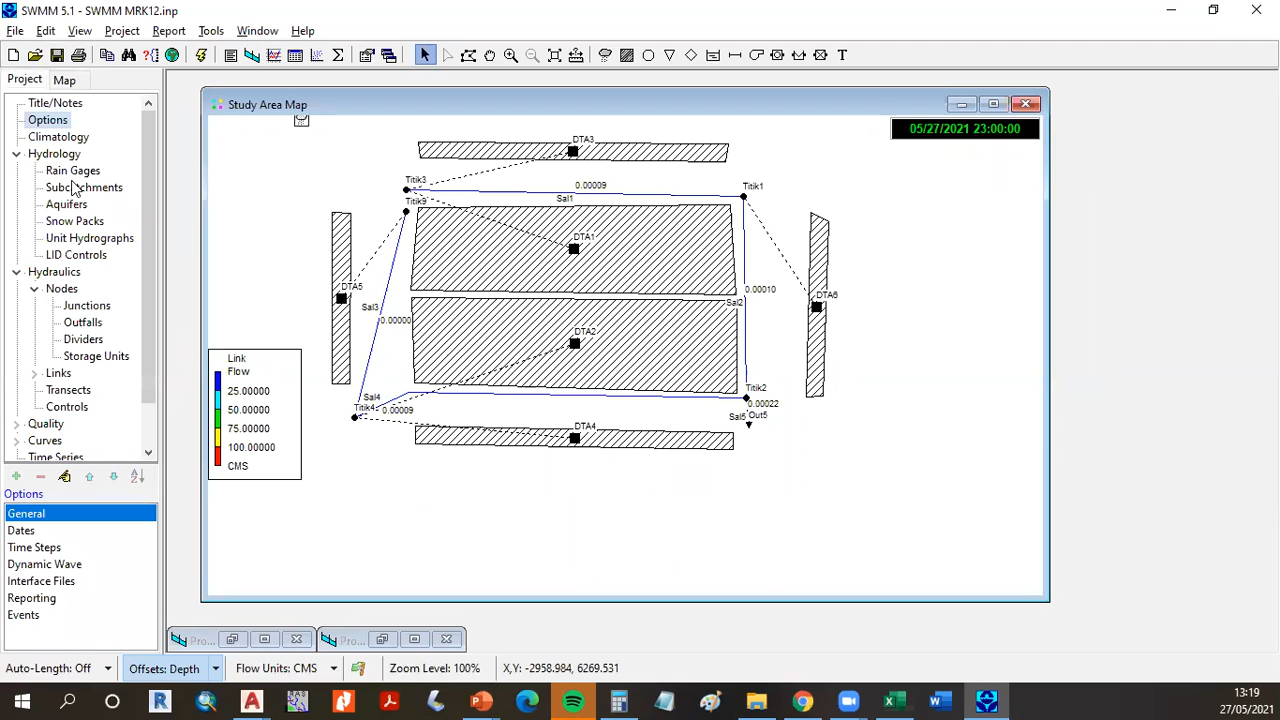 SWMM 5.1 - SWMM MRK12.inp
File Edit View Project Report Tools Window Help
Project Map
Title/Notes
Options
Climatology
Hydrology
Rain Gages
Subcatchments
Aquifers
Snow Packs
Unit Hydrographs
LID Controls
Hydraulics
Nodes
Junctions
Outfalls
Dividers
Storage Units
Links
Transects
Controls
Quality
Curves
Time Series
Options
General
Dates
Time Steps
Dynamic Wave
Interface Files
Reporting
Events
Study Area Map
05/27/2021 23:00:00
DTA3
Titik3
0.00009
Titik1
Sal1
Titik9
DTA1
DTA5
0.00010
DTA6
Sal3
Sal2
0.00000
DTA2
Titik2
Sal4
Titik4
0.00009
0.00022
Sal5
Out5
DTA4
Link
Flow
25.00000
50.00000
75.00000
100.00000
CMS
Pro...
Pro...
Auto-Length: Off Offsets: Depth Flow Units: CMS Zoom Level: 100% X,Y: -2958.984, 6269.531
13:19
27/05/2021